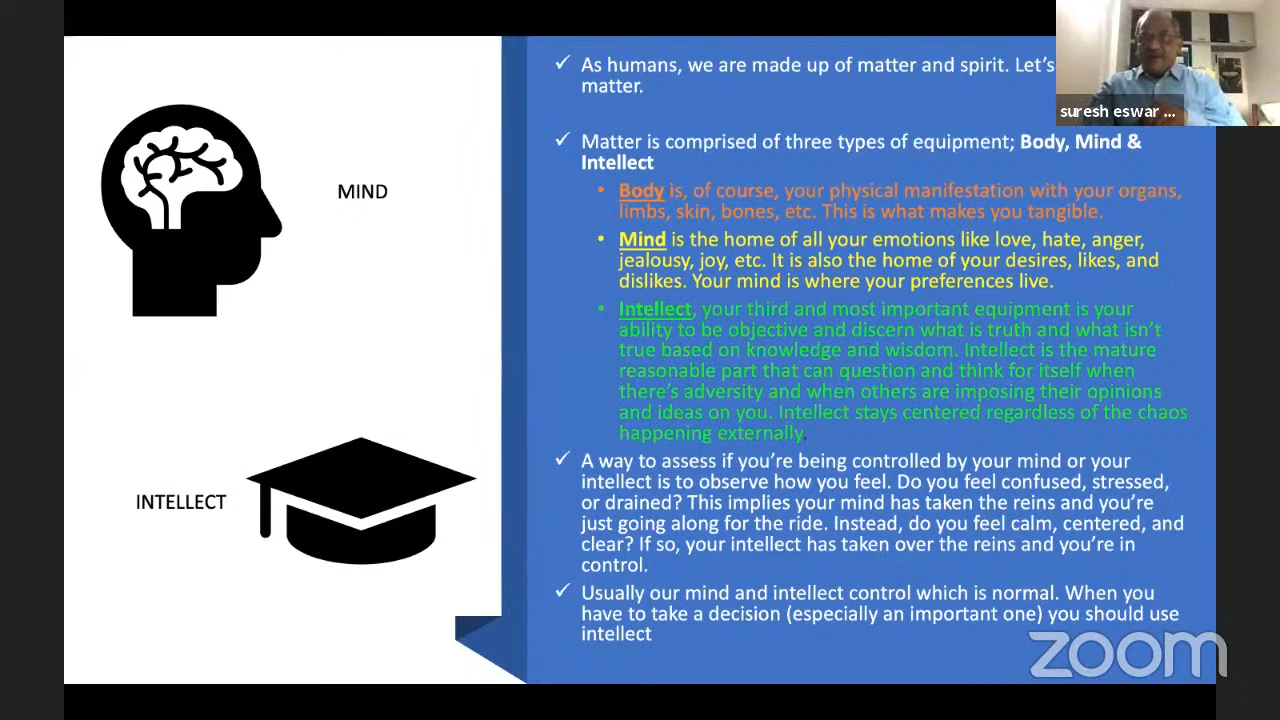 As humans, we are made up of matter and spirit. Let's
matter.
suresh eswar ...
Matter is comprised of three types of equipment; Body, Mind &
Intellect
Body is, of course, your physical manifestation with your organs,
limbs, skin, bones, etc. This is what makes you tangible.
Mind is the home of all your emotions like love, hate, anger,
jealousy, joy, etc. It is also the home of your desires, likes, and
dislikes. Your mind is where your preferences live.
Intellect, your third and most important equipment is your
ability to be objective and discern what is truth and what isn't
true based on knowledge and wisdom. Intellect is the mature
reasonable part that can question and think for itself when
there's adversity and when others are imposing their opinions
and ideas on you. Intellect stays centered regardless of the chaos
happening externally.
A way to assess if you're being controlled by your mind or your
intellect is to observe how you feel. Do you feel confused, stressed,
or drained? This implies your mind has taken the reins and you're
just going along for the ride. Instead, do you feel calm, centered, and
clear? If so, your intellect has taken over the reins and you're in
control.
Usually our mind and intellect control which is normal. When you
have to take a decision (especially an important one) you should use
intellect
MIND
INTELLECT
zoom